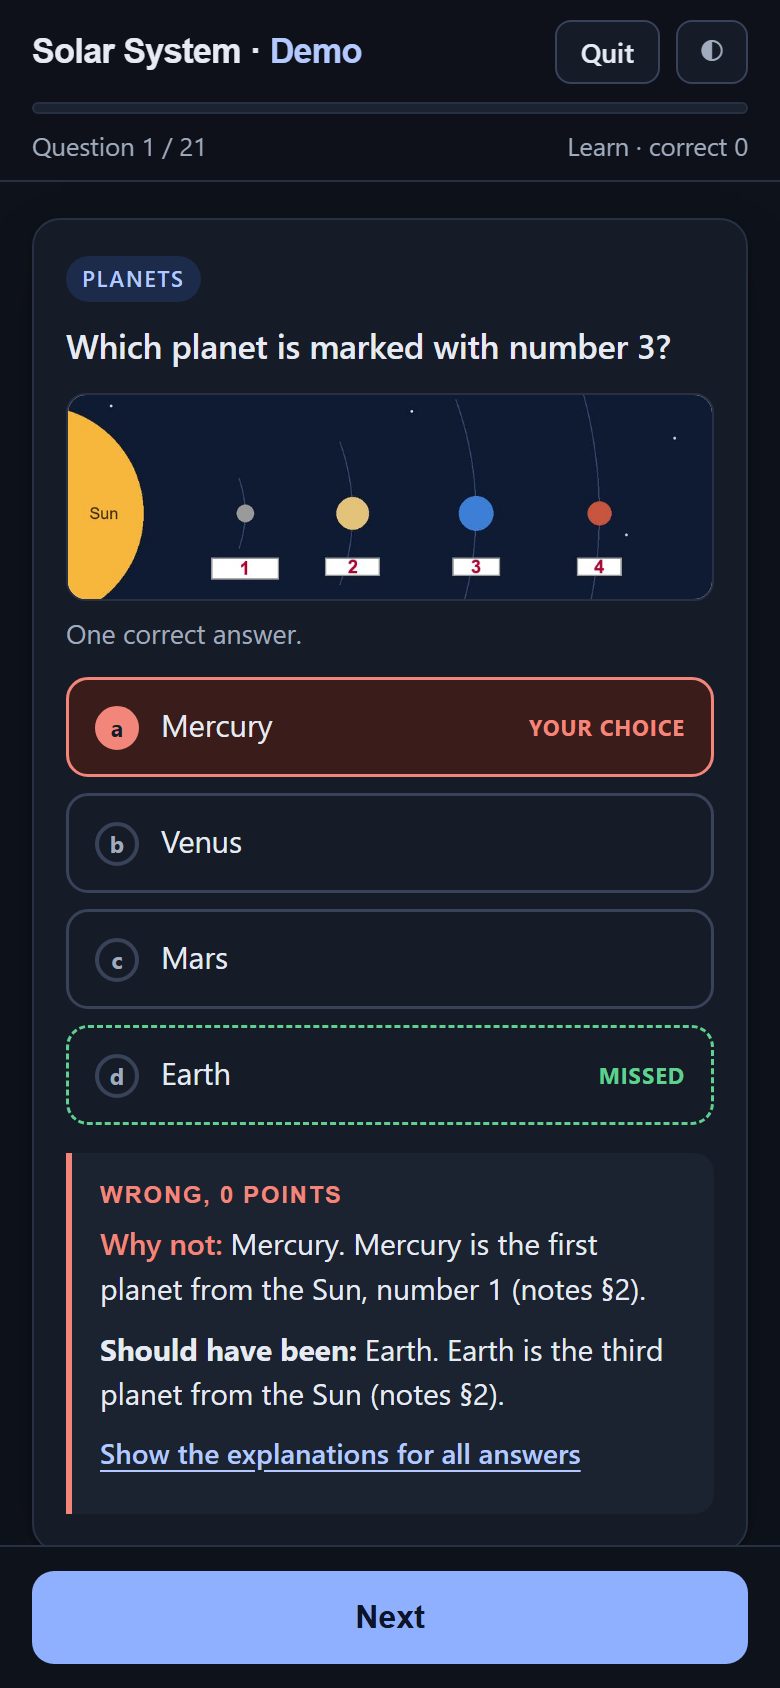 Solar System · Demo
Quit
Question 1 / 21
Learn · correct 0
PLANETS
Which planet is marked with number 3?
Sun
1
2
3
4
One correct answer.
a Mercury YOUR CHOICE
b Venus
c Mars
d Earth MISSED
WRONG, 0 POINTS
Why not: Mercury. Mercury is the first
planet from the Sun, number 1 (notes §2).
Should have been: Earth. Earth is the third
planet from the Sun (notes §2).
Show the explanations for all answers
Next